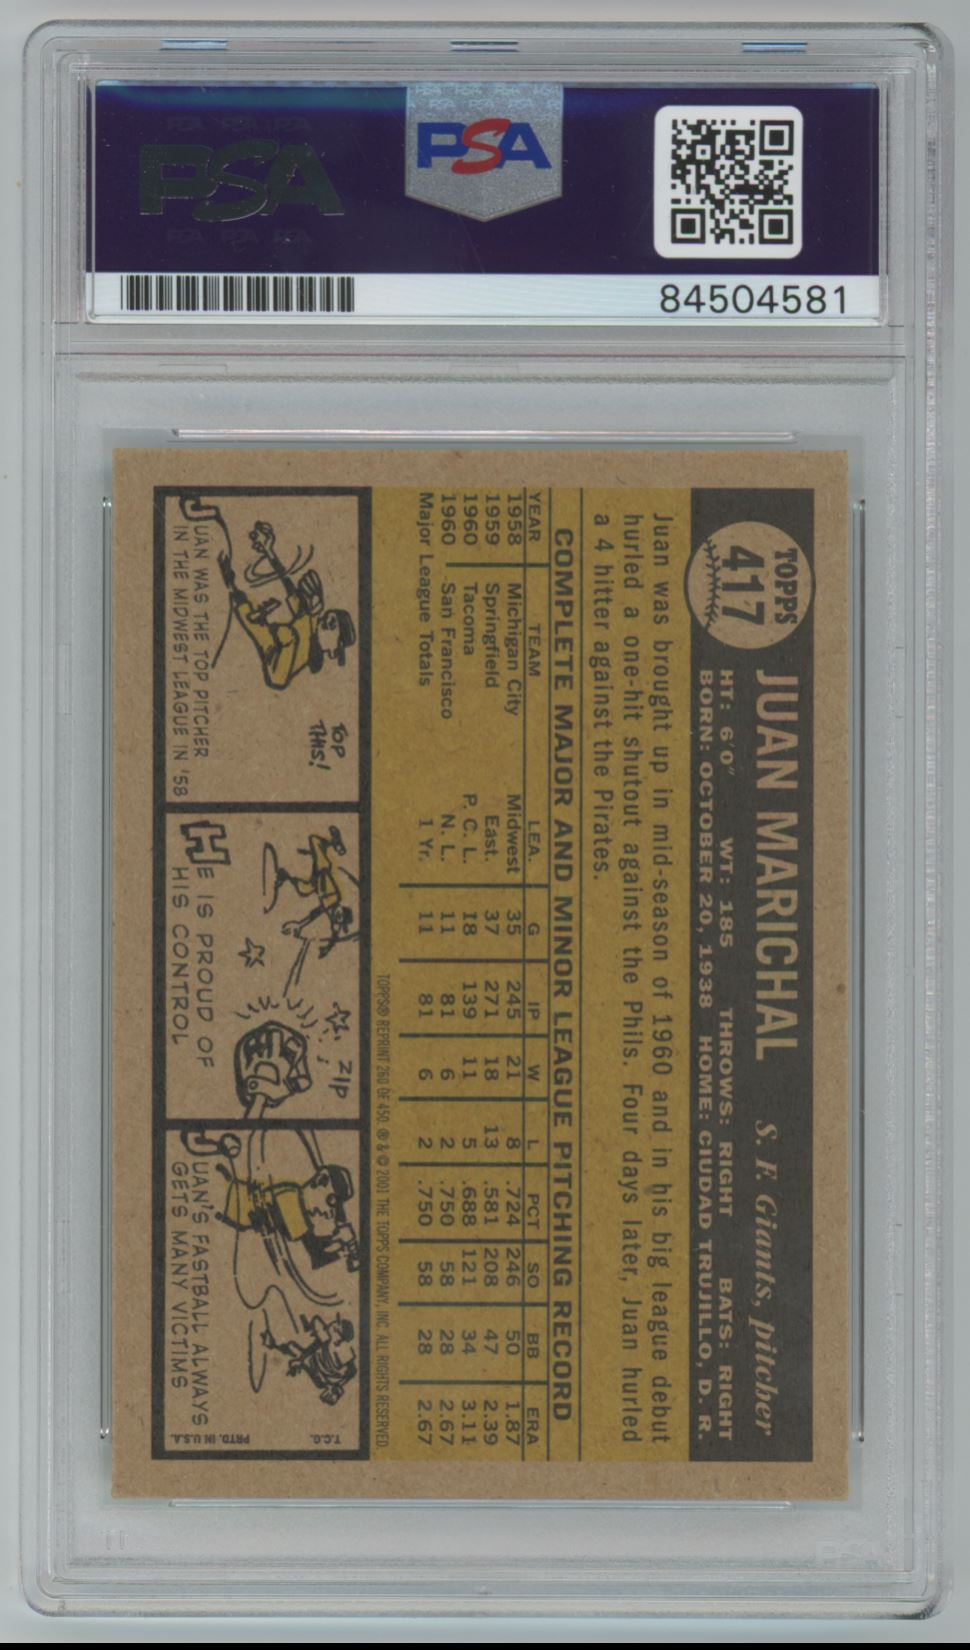 PSA
PSA
84504581
TOPPS
417
JUAN MARICHAL S. F. Giants, pitcher
HT: 6'0" WT: 185 THROWS: RIGHT BATS: RIGHT
BORN: OCTOBER 20, 1938 HOME: CIUDAD TRUJILLO, D. R.
Juan was brought up in mid-season of 1960 and in his big league debut
hurled a one-hit shutout against the Phils. Four days later, Juan hurled
a 4 hitter against the Pirates.
COMPLETE MAJOR AND MINOR LEAGUE PITCHING RECORD
YEAR TEAM LEA. G IP W L PCT SO BB ERA
1958 Michigan City Midwest 35 245 21 8 .724 246 50 1.87
1959 Springfield East. 37 271 18 13 .581 208 47 2.39
1960 Tacoma P. C. L. 18 139 11 5 .688 121 34 3.11
1960 San Francisco N. L. 11 81 6 2 .750 58 28 2.67
Major League Totals 1 Yr. 11 81 6 2 .750 58 28 2.67
TOPPS® REPRINT 260 OF 450. ® & © 2001 THE TOPPS COMPANY, INC. ALL RIGHTS RESERVED.
TOP
THIS!
JUAN WAS THE TOP PITCHER
IN THE MIDWEST LEAGUE IN '58
ZIP
HE IS PROUD OF
HIS CONTROL
JUAN'S FASTBALL ALWAYS
GETS MANY VICTIMS
T.C.G.
PRTD. IN U.S.A.